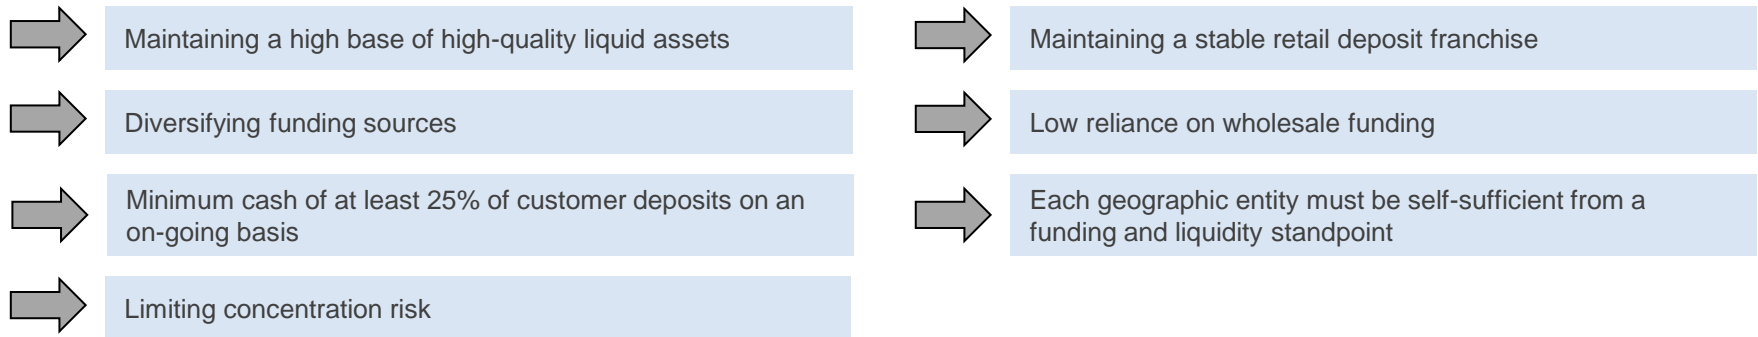 Maintaining a high base of high-quality liquid assets
Diversifying funding sources
Minimum cash of at least 25% of customer deposits on an
on-going basis
Limiting concentration risk
Maintaining a stable retail deposit franchise
Low reliance on wholesale funding
Each geographic entity must be self-sufficient from a
funding and liquidity standpoint